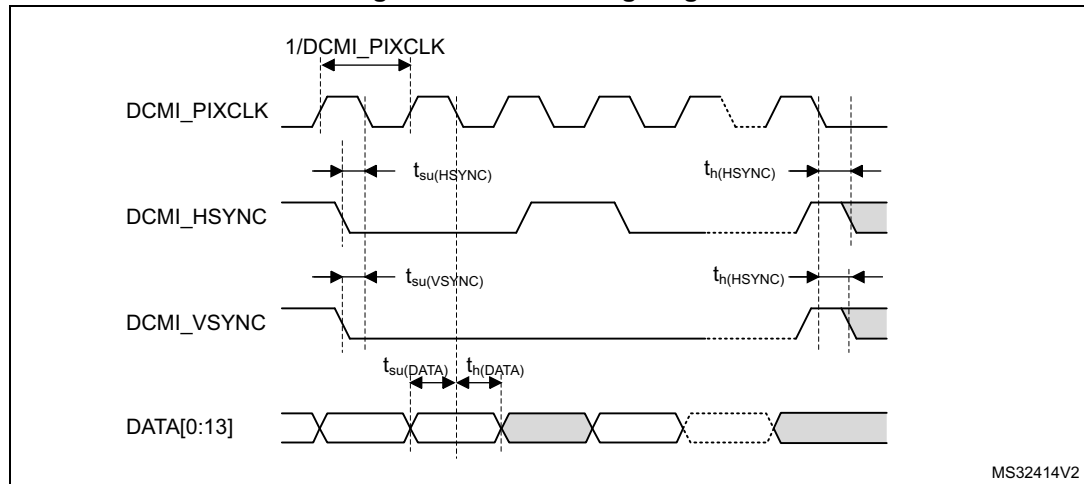 1/DCMI_PIXCLK
DCMI_PIXCLK
tsu(HSYNC) th(HSYNC)
DCMI_HSYNC
tsu(VSYNC) th(HSYNC)
DCMI_VSYNC
tsu(DATA) th(DATA)
DATA[0:13]
MS32414V2